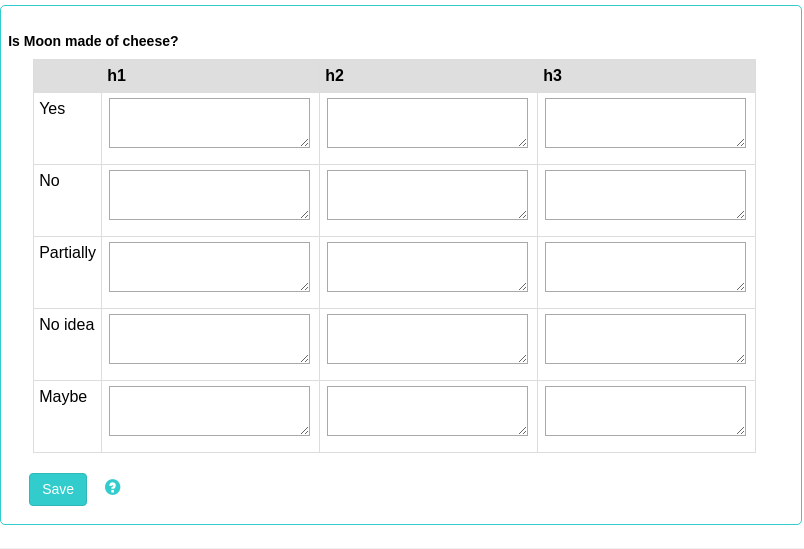 Is Moon made of cheese?
h1 h2 h3
Yes
No
Partially
No idea
Maybe
Save ?